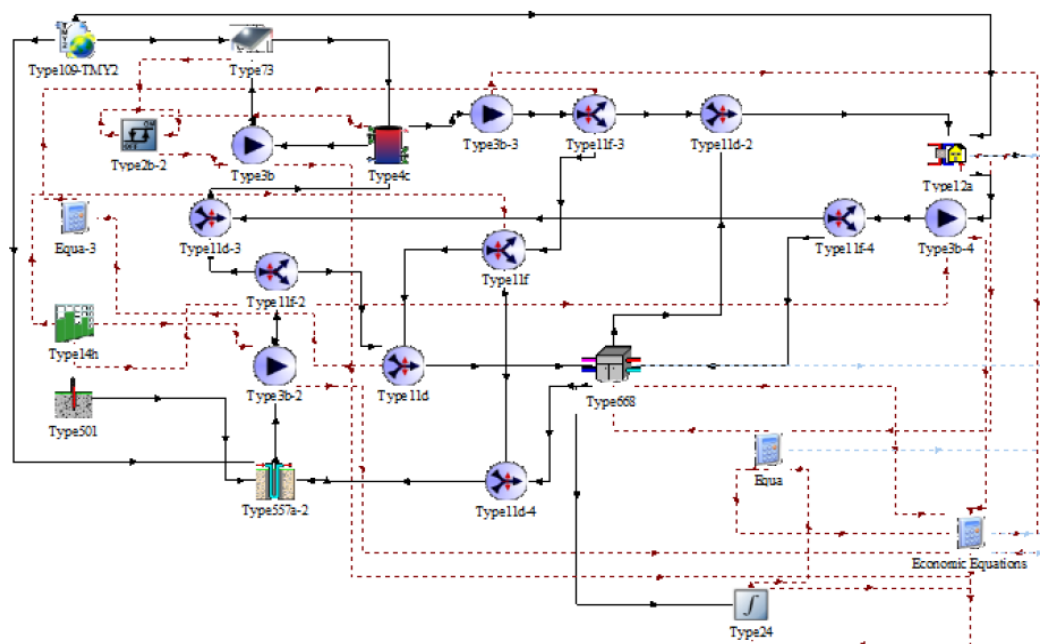 Type109-TMY2
Type73
Type2b-2
Type3b
Type4c
Type3b-3
Type11f-3
Type11d-2
Type12a
Equa-3
Type11d-3
Type11f
Type11f-4
Type3b-4
Type11f-2
Type14h
Type3b-2
Type11d
Type668
Type501
Type557a-2
Type11d-4
Equa
Economic Equations
Type24